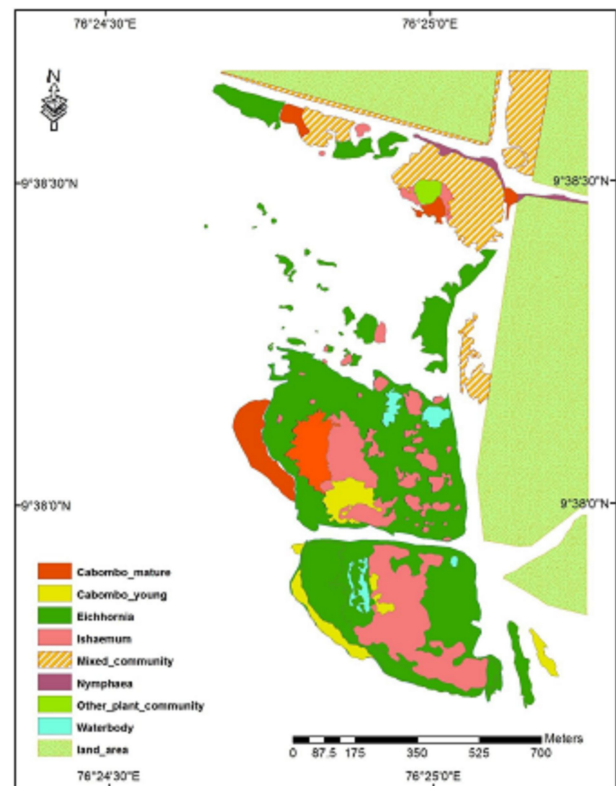 76°24'30"E 76°25'0"E
N
9°38'30"N 9°38'30"N
9°38'0"N 9°38'0"N
Cabombo_mature
Cabombo_young
Eichhornia
Ishaemum
Mixed_community
Nymphaea
Other_plant_community
Waterbody
land_area
Meters
0 87.5 175 350 525 700
76°24'30"E 76°25'0"E